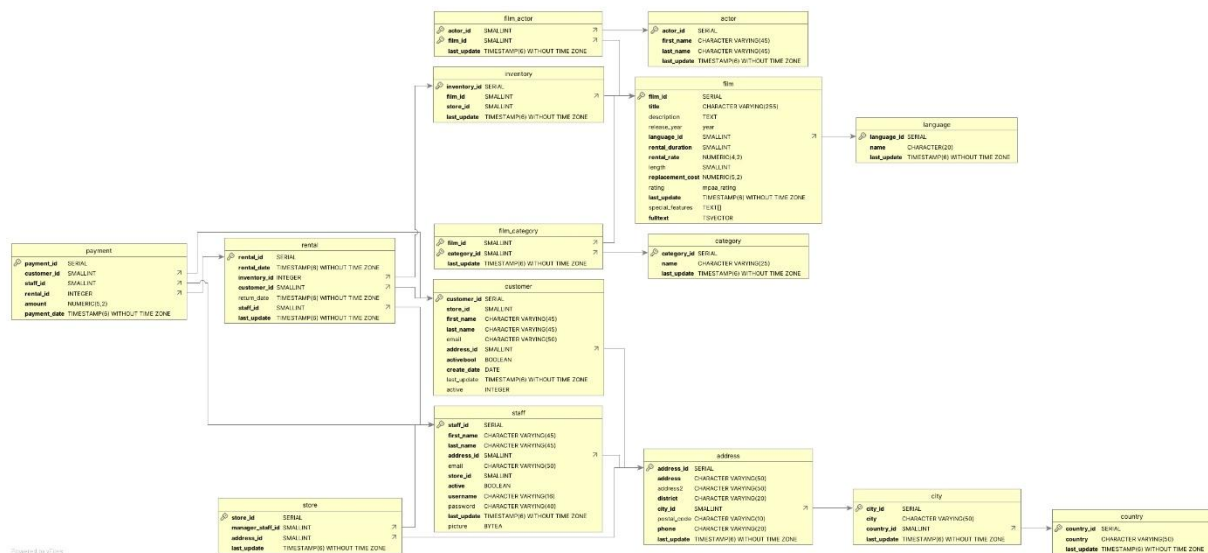 film_actor
actor_id SMALLINT
film_id SMALLINT
last_update TIMESTAMP(6) WITHOUT TIME ZONE
actor
actor_id SERIAL
first_name CHARACTER VARYING(45)
last_name CHARACTER VARYING(45)
last_update TIMESTAMP(6) WITHOUT TIME ZONE
inventory
inventory_id SERIAL
film_id SMALLINT
store_id SMALLINT
last_update TIMESTAMP(6) WITHOUT TIME ZONE
film
film_id SERIAL
title CHARACTER VARYING(255)
description TEXT
release_year year
language_id SMALLINT
rental_duration SMALLINT
rental_rate NUMERIC(4,2)
length SMALLINT
replacement_cost NUMERIC(5,2)
rating mpaa_rating
last_update TIMESTAMP(6) WITHOUT TIME ZONE
special_features TEXT[]
fulltext TSVECTOR
language
language_id SERIAL
name CHARACTER(20)
last_update TIMESTAMP(6) WITHOUT TIME ZONE
film_category
film_id SMALLINT
category_id SMALLINT
last_update TIMESTAMP(6) WITHOUT TIME ZONE
category
category_id SERIAL
name CHARACTER VARYING(25)
last_update TIMESTAMP(6) WITHOUT TIME ZONE
payment
payment_id SERIAL
customer_id SMALLINT
staff_id SMALLINT
rental_id INTEGER
amount NUMERIC(5,2)
payment_date TIMESTAMP(6) WITHOUT TIME ZONE
rental
rental_id SERIAL
rental_date TIMESTAMP(6) WITHOUT TIME ZONE
inventory_id INTEGER
customer_id SMALLINT
return_date TIMESTAMP(6) WITHOUT TIME ZONE
staff_id SMALLINT
last_update TIMESTAMP(6) WITHOUT TIME ZONE
customer
customer_id SERIAL
store_id SMALLINT
first_name CHARACTER VARYING(45)
last_name CHARACTER VARYING(45)
email CHARACTER VARYING(50)
address_id SMALLINT
activebool BOOLEAN
create_date DATE
last_update TIMESTAMP(6) WITHOUT TIME ZONE
active INTEGER
staff
staff_id SERIAL
first_name CHARACTER VARYING(45)
last_name CHARACTER VARYING(45)
address_id SMALLINT
email CHARACTER VARYING(50)
store_id SMALLINT
active BOOLEAN
username CHARACTER VARYING(16)
password CHARACTER VARYING(40)
last_update TIMESTAMP(6) WITHOUT TIME ZONE
picture BYTEA
store
store_id SERIAL
manager_staff_id SMALLINT
address_id SMALLINT
last_update TIMESTAMP(6) WITHOUT TIME ZONE
address
address_id SERIAL
address CHARACTER VARYING(50)
address2 CHARACTER VARYING(50)
district CHARACTER VARYING(20)
city_id SMALLINT
postal_code CHARACTER VARYING(10)
phone CHARACTER VARYING(20)
last_update TIMESTAMP(6) WITHOUT TIME ZONE
city
city_id SERIAL
city CHARACTER VARYING(50)
country_id SMALLINT
last_update TIMESTAMP(6) WITHOUT TIME ZONE
country
country_id SERIAL
country CHARACTER VARYING(50)
last_update TIMESTAMP(6) WITHOUT TIME ZONE